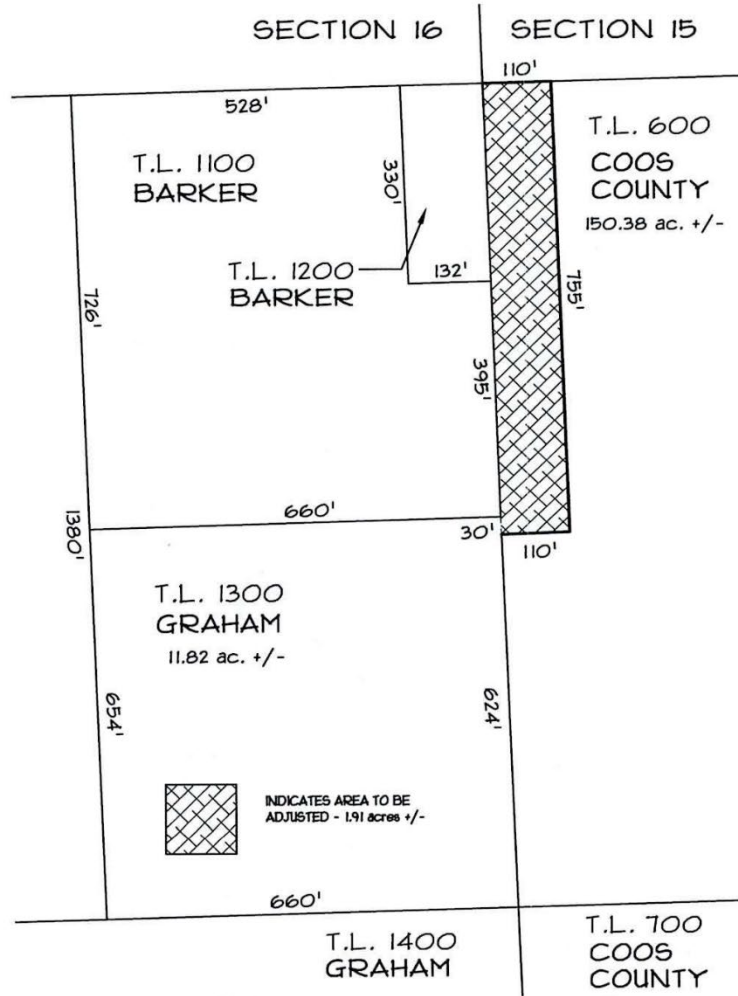 SECTION 16
SECTION 15
110'
528'
T.L. 1100
BARKER
330'
T.L. 600
COOS
COUNTY
150.38 ac. +/-
T.L. 1200
BARKER
132'
726'
755'
395'
660'
30'
110'
1380'
T.L. 1300
GRAHAM
11.82 ac. +/-
654'
624'
INDICATES AREA TO BE
ADJUSTED - 1.91 acres +/-
660'
T.L. 1400
GRAHAM
T.L. 700
COOS
COUNTY